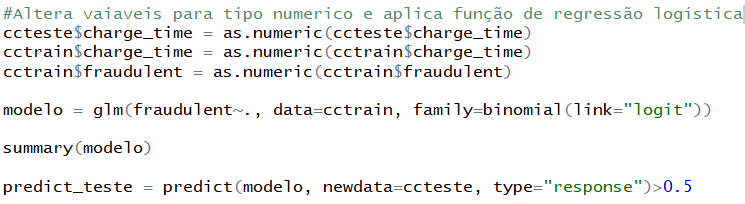 #Altera vaiaveis para tipo numerico e aplica função de regressão logística
ccteste$charge_time = as.numeric(ccteste$charge_time)
cctrain$charge_time = as.numeric(cctrain$charge_time)
cctrain$fraudulent = as.numeric(cctrain$fraudulent)
modelo = glm(fraudulent~., data=cctrain, family=binomial(link="logit"))
summary(modelo)
predict_teste = predict(modelo, newdata=ccteste, type="response")>0.5